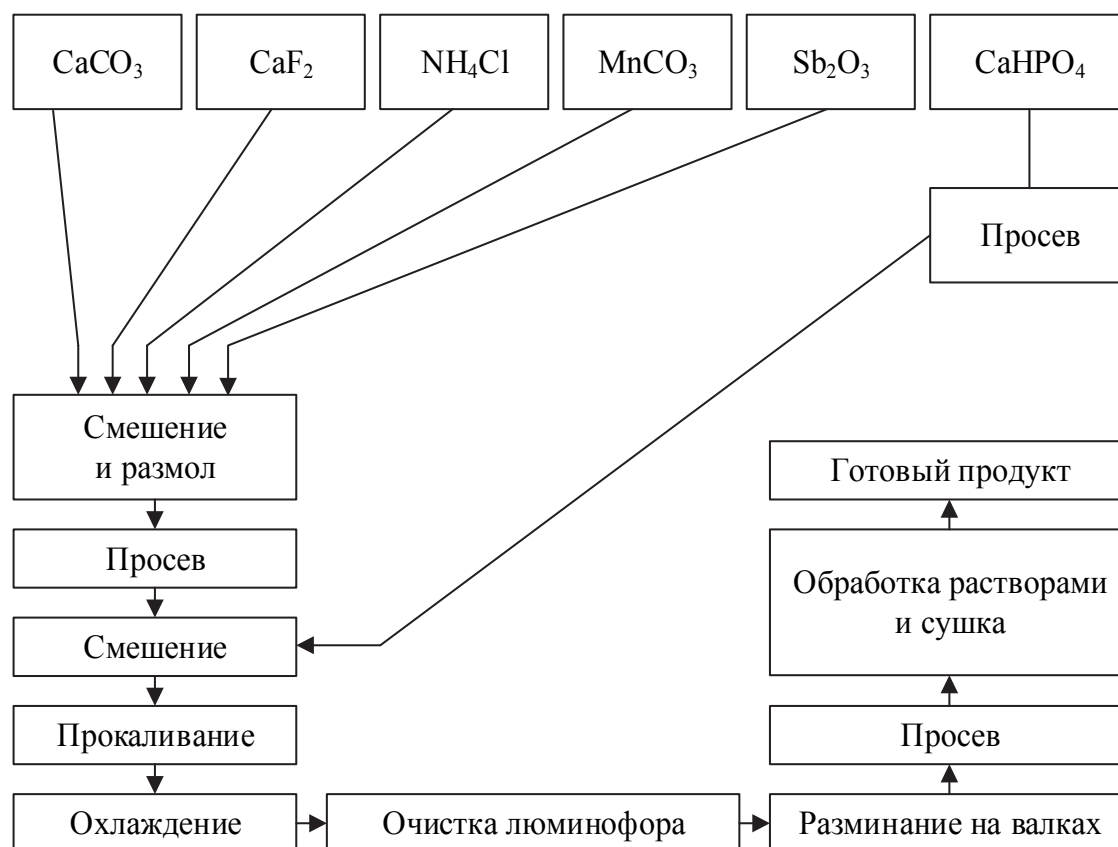 CaCO₃
CaF₂
NH₄Cl
MnCO₃
Sb₂O₃
CaHPO₄
Просев
Смешение
и размол
Просев
Смешение
Прокаливание
Охлаждение
Очистка люминофора
Разминание на валках
Просев
Обработка растворами
и сушка
Готовый продукт